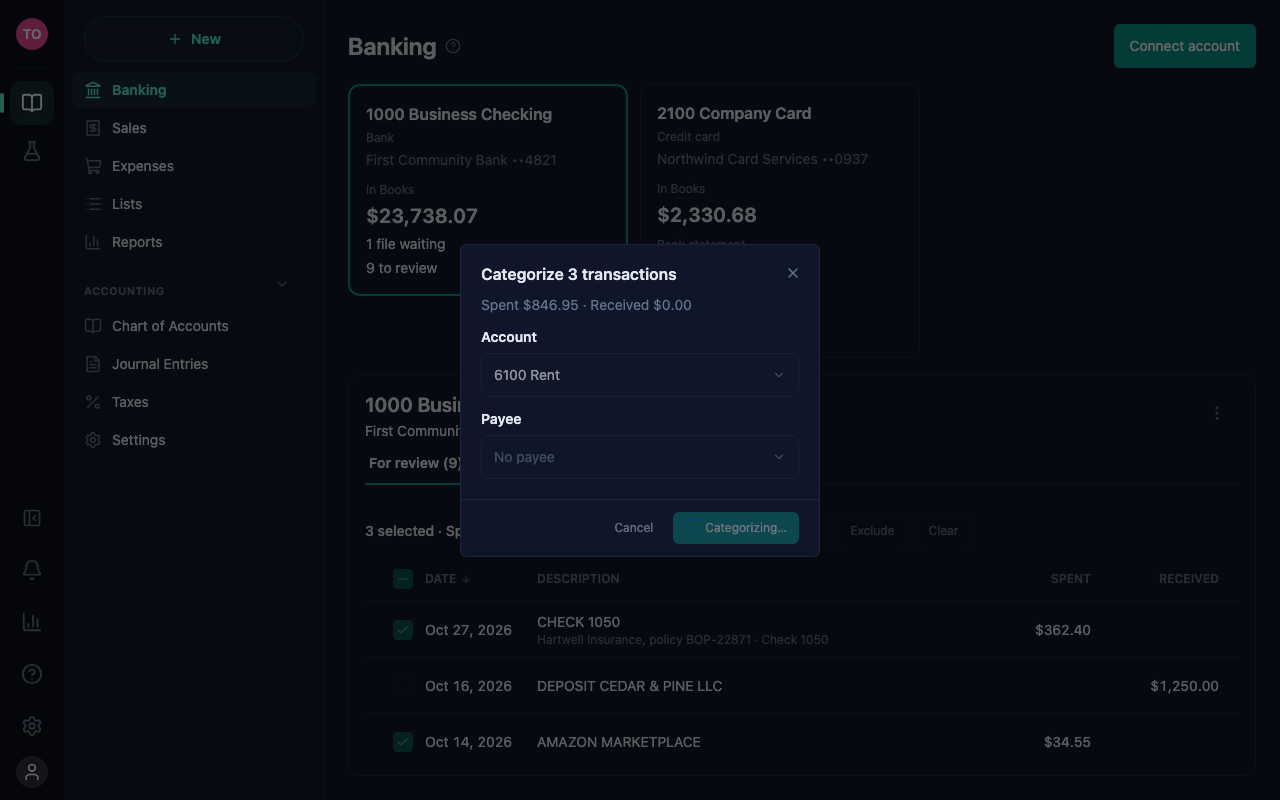 TO
New
Banking
Sales
Expenses
Lists
Reports
ACCOUNTING
Chart of Accounts
Journal Entries
Taxes
Settings
Banking
Connect account
1000 Business Checking
Bank
First Community Bank ••4821
In Books
$23,738.07
1 file waiting
9 to review
2100 Company Card
Credit card
Northwind Card Services ••0937
In Books
$2,330.68
Bank statement
Categorize 3 transactions
Spent $846.95 · Received $0.00
Account
6100 Rent
Payee
No payee
Cancel
Categorizing…
1000 Busi
First Communi
For review (9)
3 selected · Sp
Exclude
Clear
DATE ↓ DESCRIPTION SPENT RECEIVED
Oct 27, 2026 CHECK 1050 $362.40
Hartwell Insurance, policy BOP-22871 · Check 1050
Oct 16, 2026 DEPOSIT CEDAR & PINE LLC $1,250.00
Oct 14, 2026 AMAZON MARKETPLACE $34.55